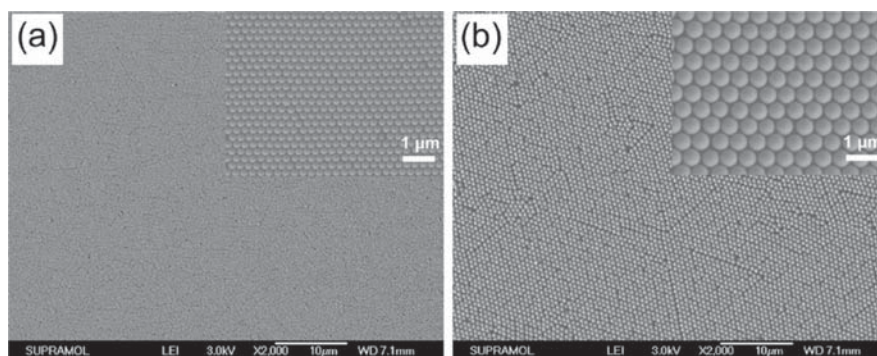 (a)
1 µm
SUPRAMOL LEI 3.0kV X2,000 10µm WD 7.1mm
(b)
1 µm
SUPRAMOL LEI 3.0kV X2,000 10µm WD 7.1mm